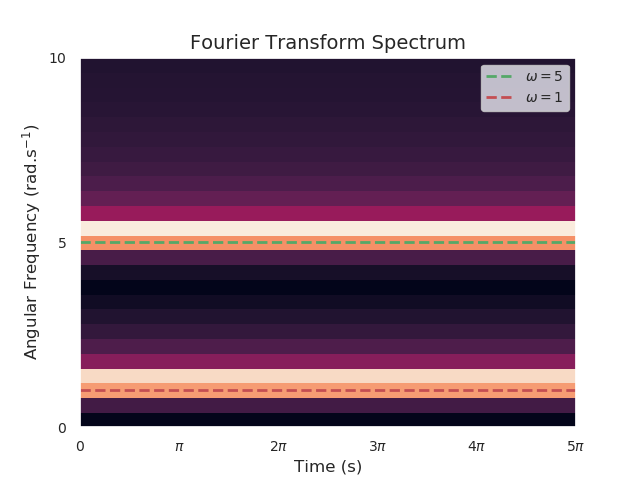 Fourier Transform Spectrum
10
ω = 5
ω = 1
Angular Frequency (rad.s⁻¹)
5
0
0 π 2π 3π 4π 5π
Time (s)